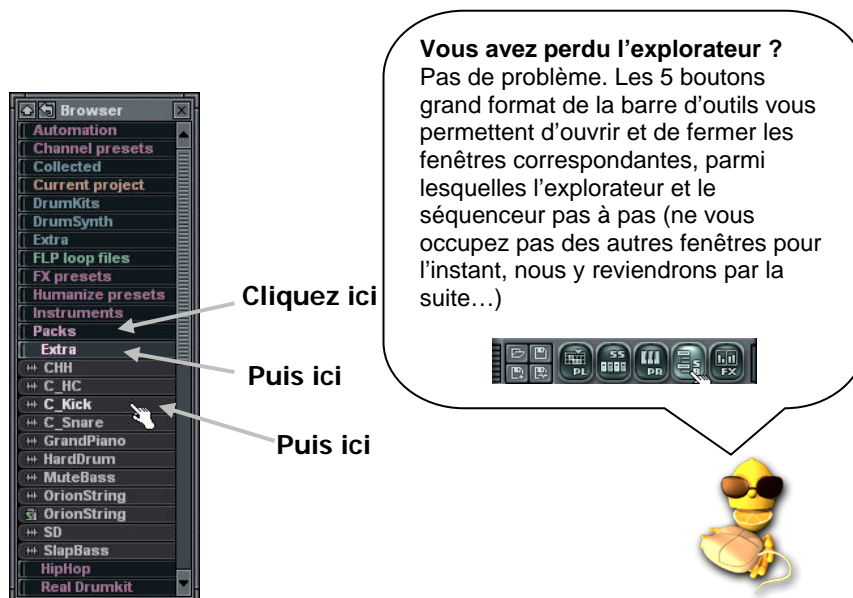 Vous avez perdu l’explorateur ?
Pas de problème. Les 5 boutons
grand format de la barre d’outils vous
permettent d’ouvrir et de fermer les
fenêtres correspondantes, parmi
lesquelles l’explorateur et le
séquenceur pas à pas (ne vous
occupez pas des autres fenêtres pour
l’instant, nous y reviendrons par la
suite…)
PL
SS
PR
SB
FX
Browser
Automation
Channel presets
Collected
Current project
DrumKits
DrumSynth
Extra
FLP loop files
FX presets
Humanize presets
Instruments
Packs
Extra
CHH
C_HC
C_Kick
C_Snare
GrandPiano
HardDrum
MuteBass
OrionString
OrionString
SD
SlapBass
HipHop
Real Drumkit
Cliquez ici
Puis ici
Puis ici